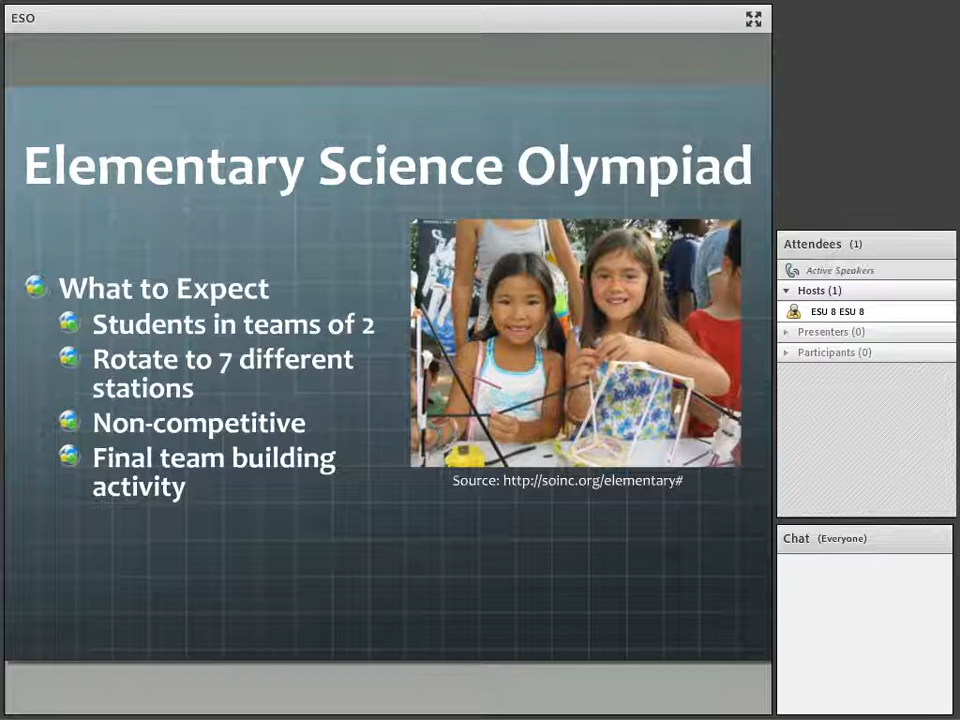 ESO
Elementary Science Olympiad
What to Expect
Students in teams of 2
Rotate to 7 different
stations
Non-competitive
Final team building
activity
Source: http://soinc.org/elementary#
Attendees (1)
Active Speakers
Hosts (1)
ESU 8 ESU 8
Presenters (0)
Participants (0)
Chat (Everyone)